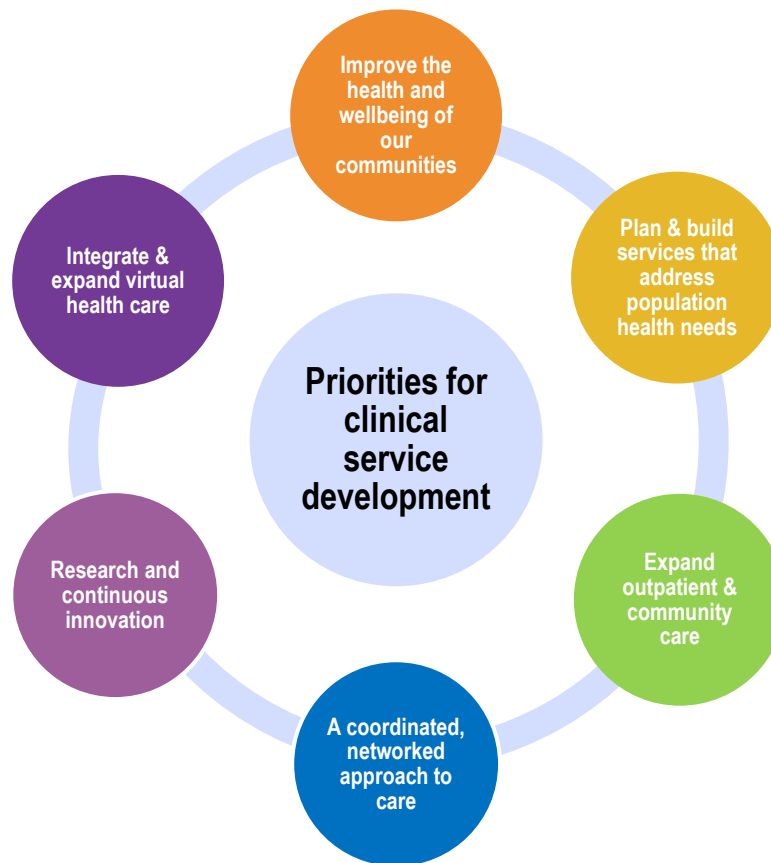 Improve the
health and
wellbeing of
our
communities
Plan & build
services that
address
population
health needs
Expand
outpatient &
community
care
A coordinated,
networked
approach to
care
Research and
continuous
innovation
Integrate &
expand virtual
health care
Priorities for
clinical
service
development